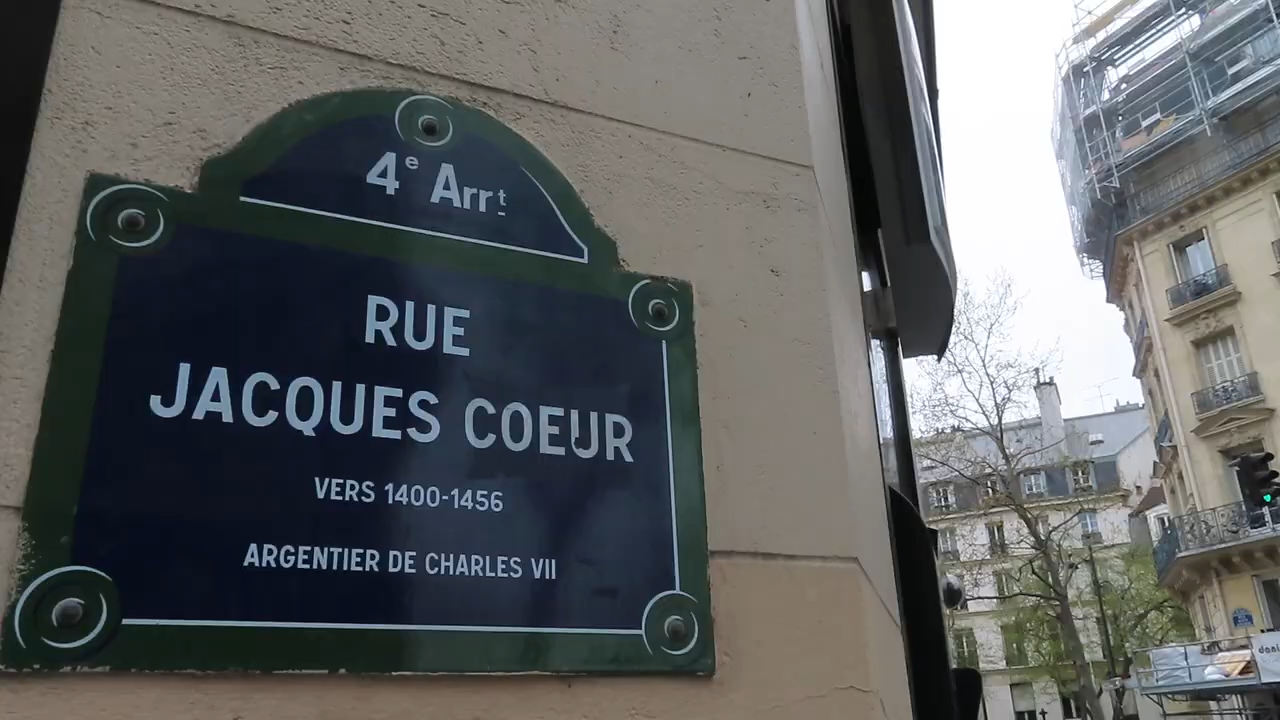 4e Arrt
RUE
JACQUES COEUR
VERS 1400-1456
ARGENTIER DE CHARLES VII